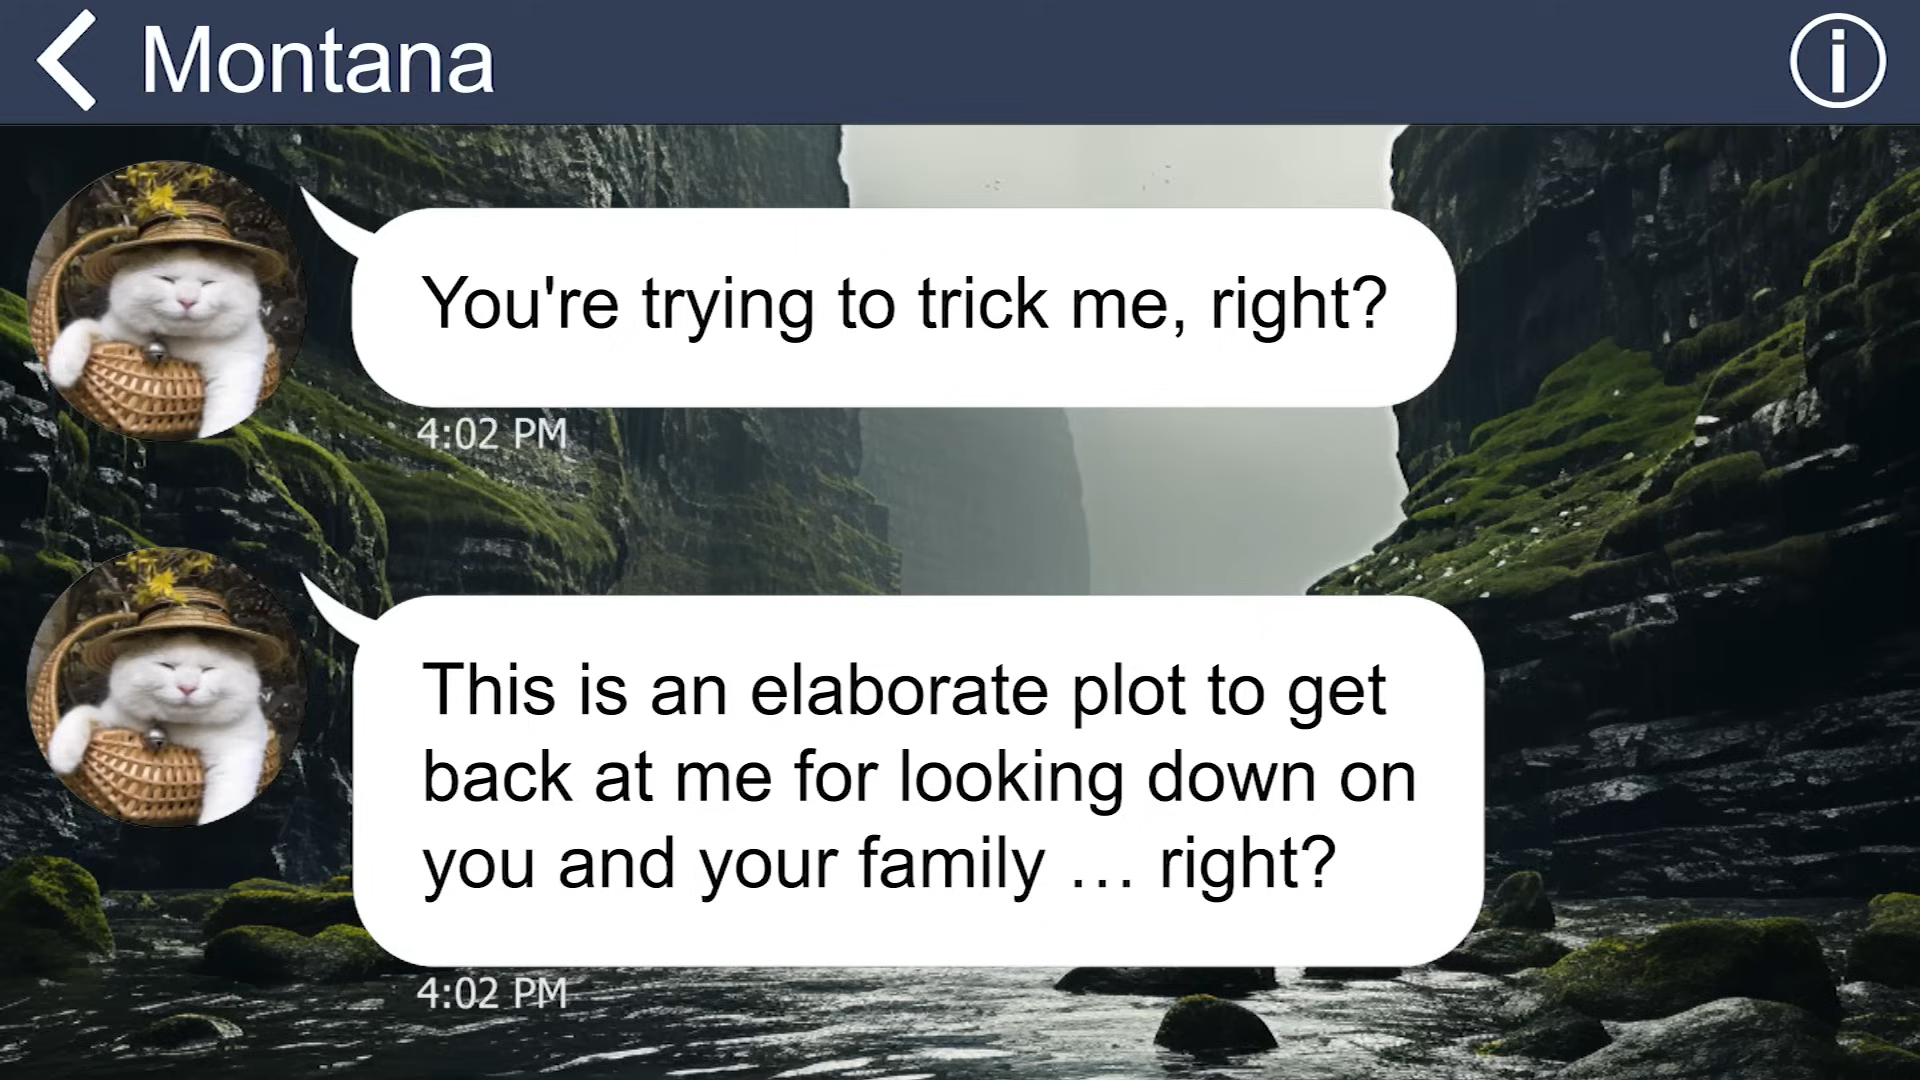 Montana
You're trying to trick me, right?
4:02 PM
This is an elaborate plot to get
back at me for looking down on
you and your family … right?
4:02 PM